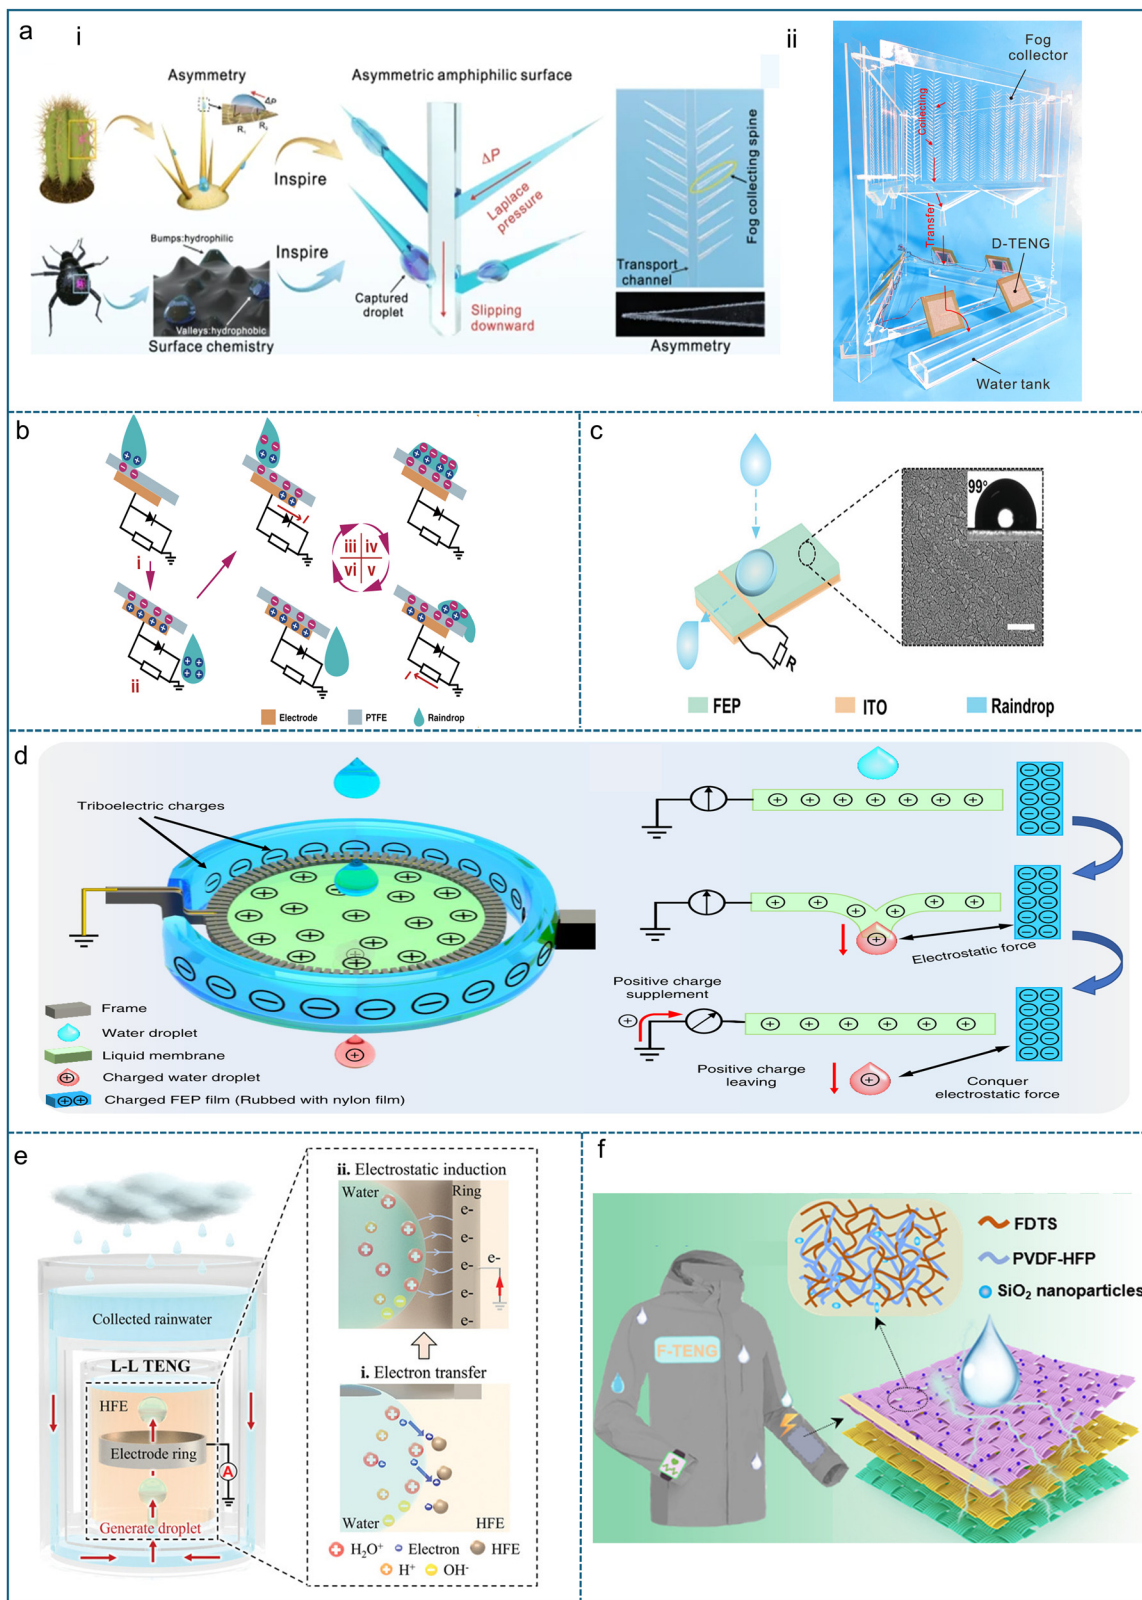 a
i
Asymmetry
ΔP
R₁
R₂
Inspire
Bumps:hydrophilic
Valleys:hydrophobic
Surface chemistry
Inspire
Asymmetric amphiphilic surface
ΔP
Laplace
pressure
Captured
droplet
Slipping
downward
Fog collecting spine
Transport
channel
Asymmetry
ii
Fog
collector
Collecting
Transfer
D-TENG
Water tank
b
i
ii
I
iii
iv
vi
v
I
Electrode
PTFE
Raindrop
c
99°
R
FEP
ITO
Raindrop
d
Triboelectric charges
Frame
Water droplet
Liquid membrane
Charged water droplet
Charged FEP film (Rubbed with nylon film)
Electrostatic force
Positive charge
supplement
Positive charge
leaving
Conquer
electrostatic force
e
Collected rainwater
L-L TENG
HFE
Electrode ring
A
Generate droplet
ii. Electrostatic induction
Water
Ring
e-
e-
e-
e-
e-
e-
i. Electron transfer
Water
HFE
H₂O⁺
Electron
HFE
H⁺
OH⁻
f
FDTS
PVDF-HFP
SiO₂ nanoparticles
F-TENG